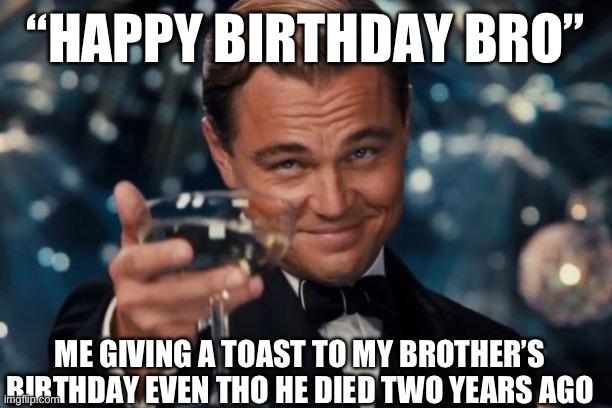 “HAPPY BIRTHDAY BRO”
ME GIVING A TOAST TO MY BROTHER’S
BIRTHDAY EVEN THO HE DIED TWO YEARS AGO
imgflip.com